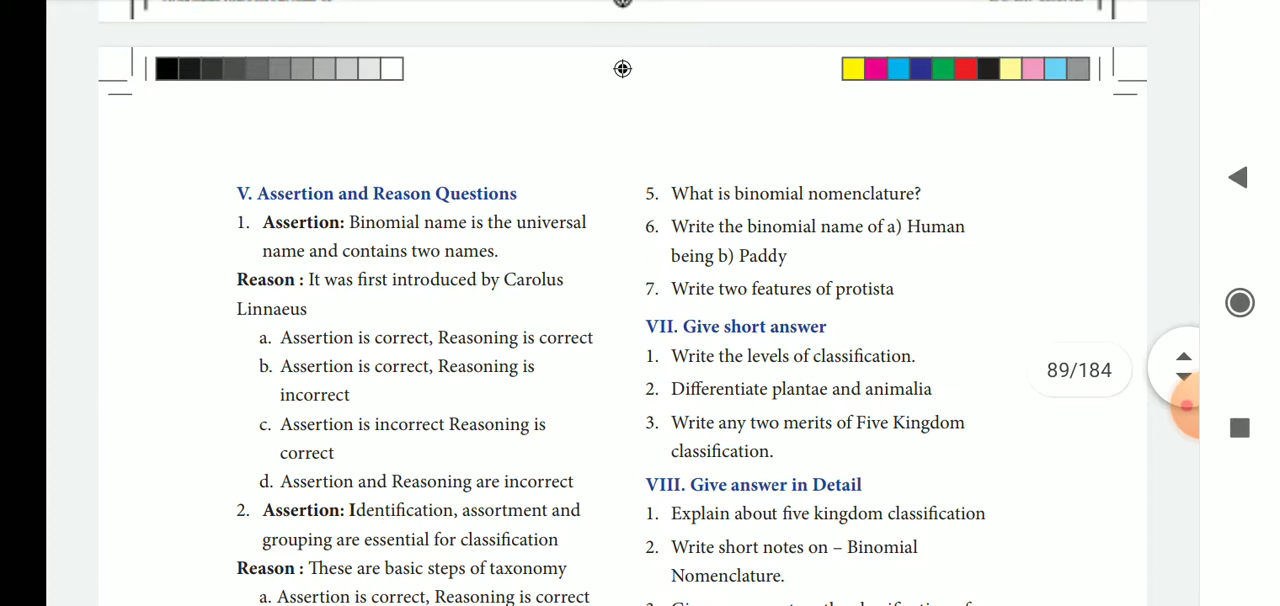 V. Assertion and Reason Questions
1. Assertion: Binomial name is the universal
name and contains two names.
Reason : It was first introduced by Carolus
Linnaeus
a. Assertion is correct, Reasoning is correct
b. Assertion is correct, Reasoning is
incorrect
c. Assertion is incorrect Reasoning is
correct
d. Assertion and Reasoning are incorrect
2. Assertion: Identification, assortment and
grouping are essential for classification
Reason : These are basic steps of taxonomy
a. Assertion is correct, Reasoning is correct
5. What is binomial nomenclature?
6. Write the binomial name of a) Human
being b) Paddy
7. Write two features of protista
VII. Give short answer
1. Write the levels of classification.
2. Differentiate plantae and animalia
3. Write any two merits of Five Kingdom
classification.
VIII. Give answer in Detail
1. Explain about five kingdom classification
2. Write short notes on – Binomial
Nomenclature.
89/184